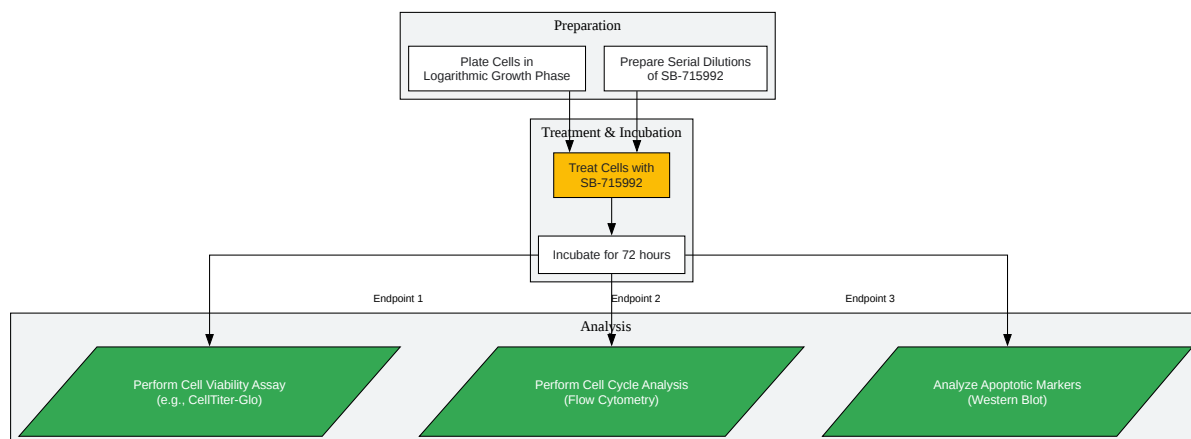 Preparation
Plate Cells in
Logarithmic Growth Phase
Prepare Serial Dilutions
of SB-715992
Treatment & Incubation
Treat Cells with
SB-715992
Incubate for 72 hours
Endpoint 1
Endpoint 2
Endpoint 3
Analysis
Perform Cell Viability Assay
(e.g., CellTiter-Glo)
Perform Cell Cycle Analysis
(Flow Cytometry)
Analyze Apoptotic Markers
(Western Blot)